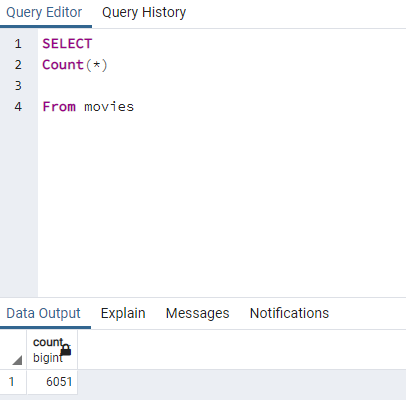 Query Editor Query History
1 SELECT
2 Count(*)
3
4 From movies
Data Output Explain Messages Notifications
count
bigint
1 6051